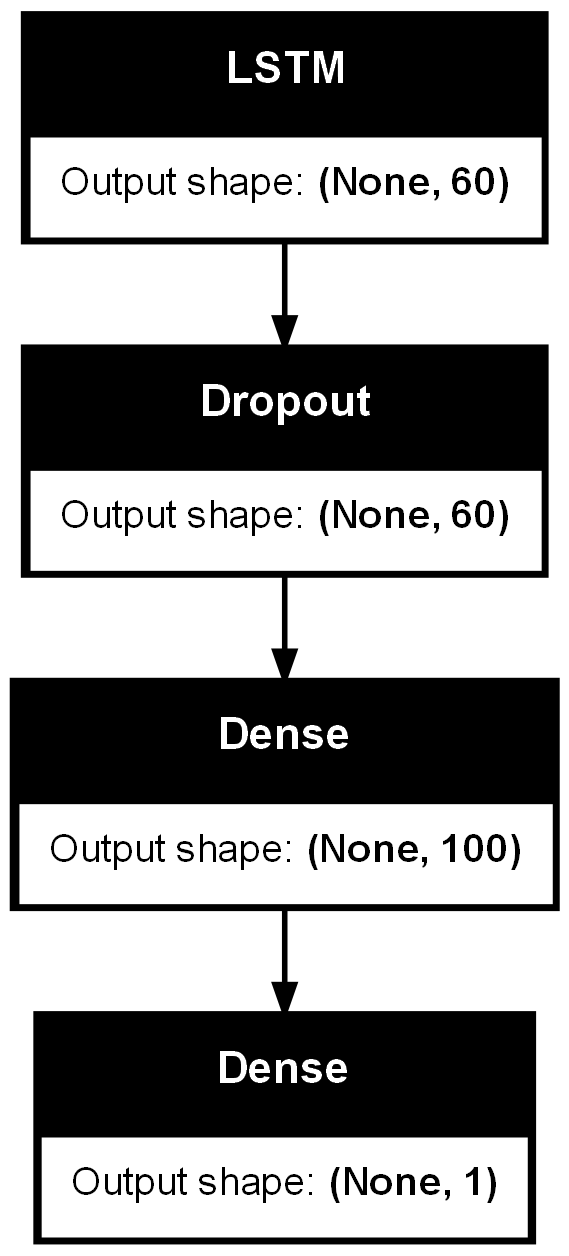 LSTM
Output shape: (None, 60)
Dropout
Output shape: (None, 60)
Dense
Output shape: (None, 100)
Dense
Output shape: (None, 1)